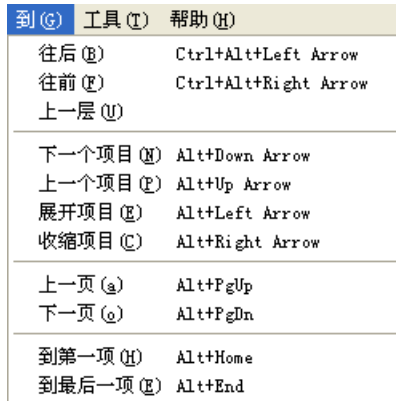 到(G) 工具(T) 帮助(H)
往后(B) Ctrl+Alt+Left Arrow
往前(F) Ctrl+Alt+Right Arrow
上一层(U)
下一个项目(N) Alt+Down Arrow
上一个项目(P) Alt+Up Arrow
展开项目(E) Alt+Left Arrow
收缩项目(C) Alt+Right Arrow
上一页(a) Alt+PgUp
下一页(o) Alt+PgDn
到第一项(H) Alt+Home
到最后一项(E) Alt+End